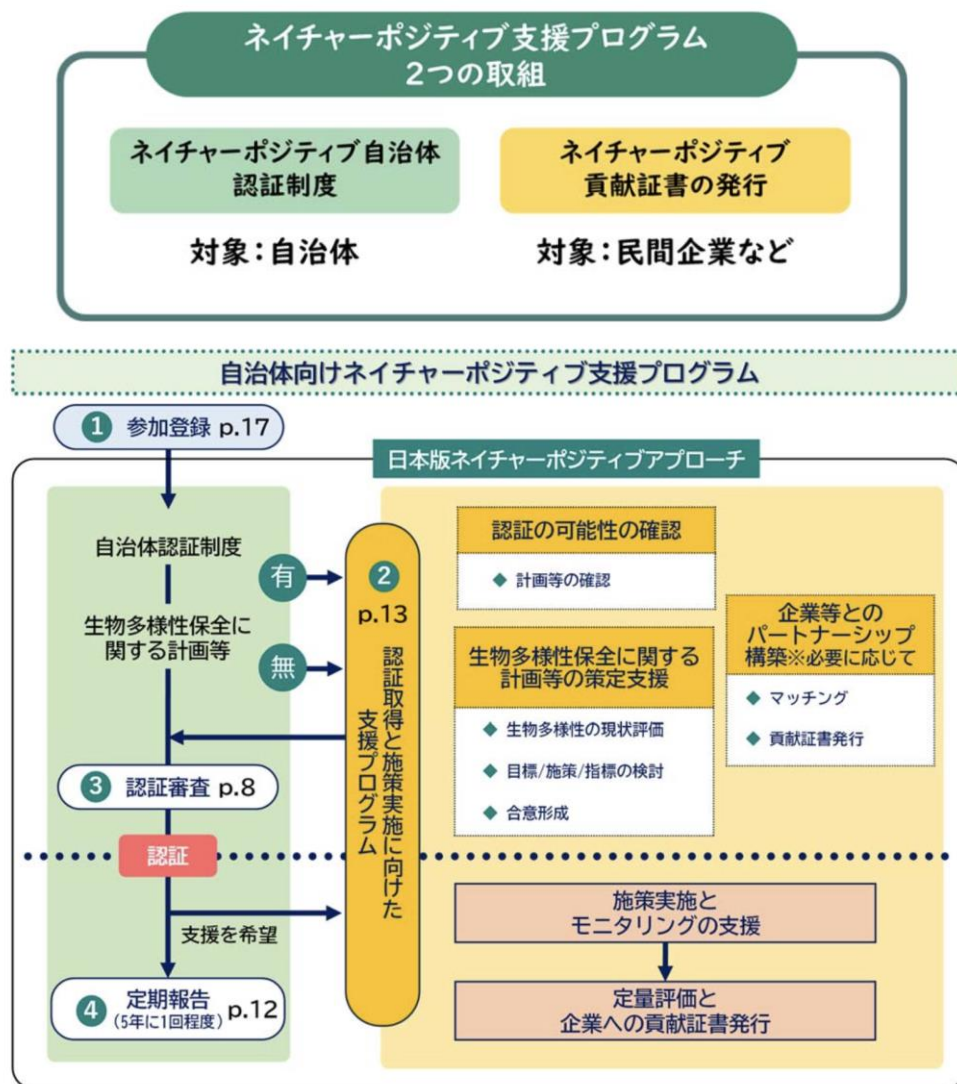 ネイチャーポジティブ支援プログラム
2つの取組
ネイチャーポジティブ自治体
認証制度
対象：自治体
ネイチャーポジティブ
貢献証書の発行
対象：民間企業など
自治体向けネイチャーポジティブ支援プログラム
1 参加登録 p.17
日本版ネイチャーポジティブアプローチ
自治体認証制度
生物多様性保全に
関する計画等
有
無
2
p.13
認証取得と施策実施に向けた
支援プログラム
認証の可能性の確認
◆ 計画等の確認
生物多様性保全に関する
計画等の策定支援
◆ 生物多様性の現状評価
◆ 目標/施策/指標の検討
◆ 合意形成
企業等との
パートナーシップ
構築※必要に応じて
◆ マッチング
◆ 貢献証書発行
3 認証審査 p.8
認証
支援を希望
4 定期報告 p.12
(5年に1回程度)
施策実施と
モニタリングの支援
定量評価と
企業への貢献証書発行